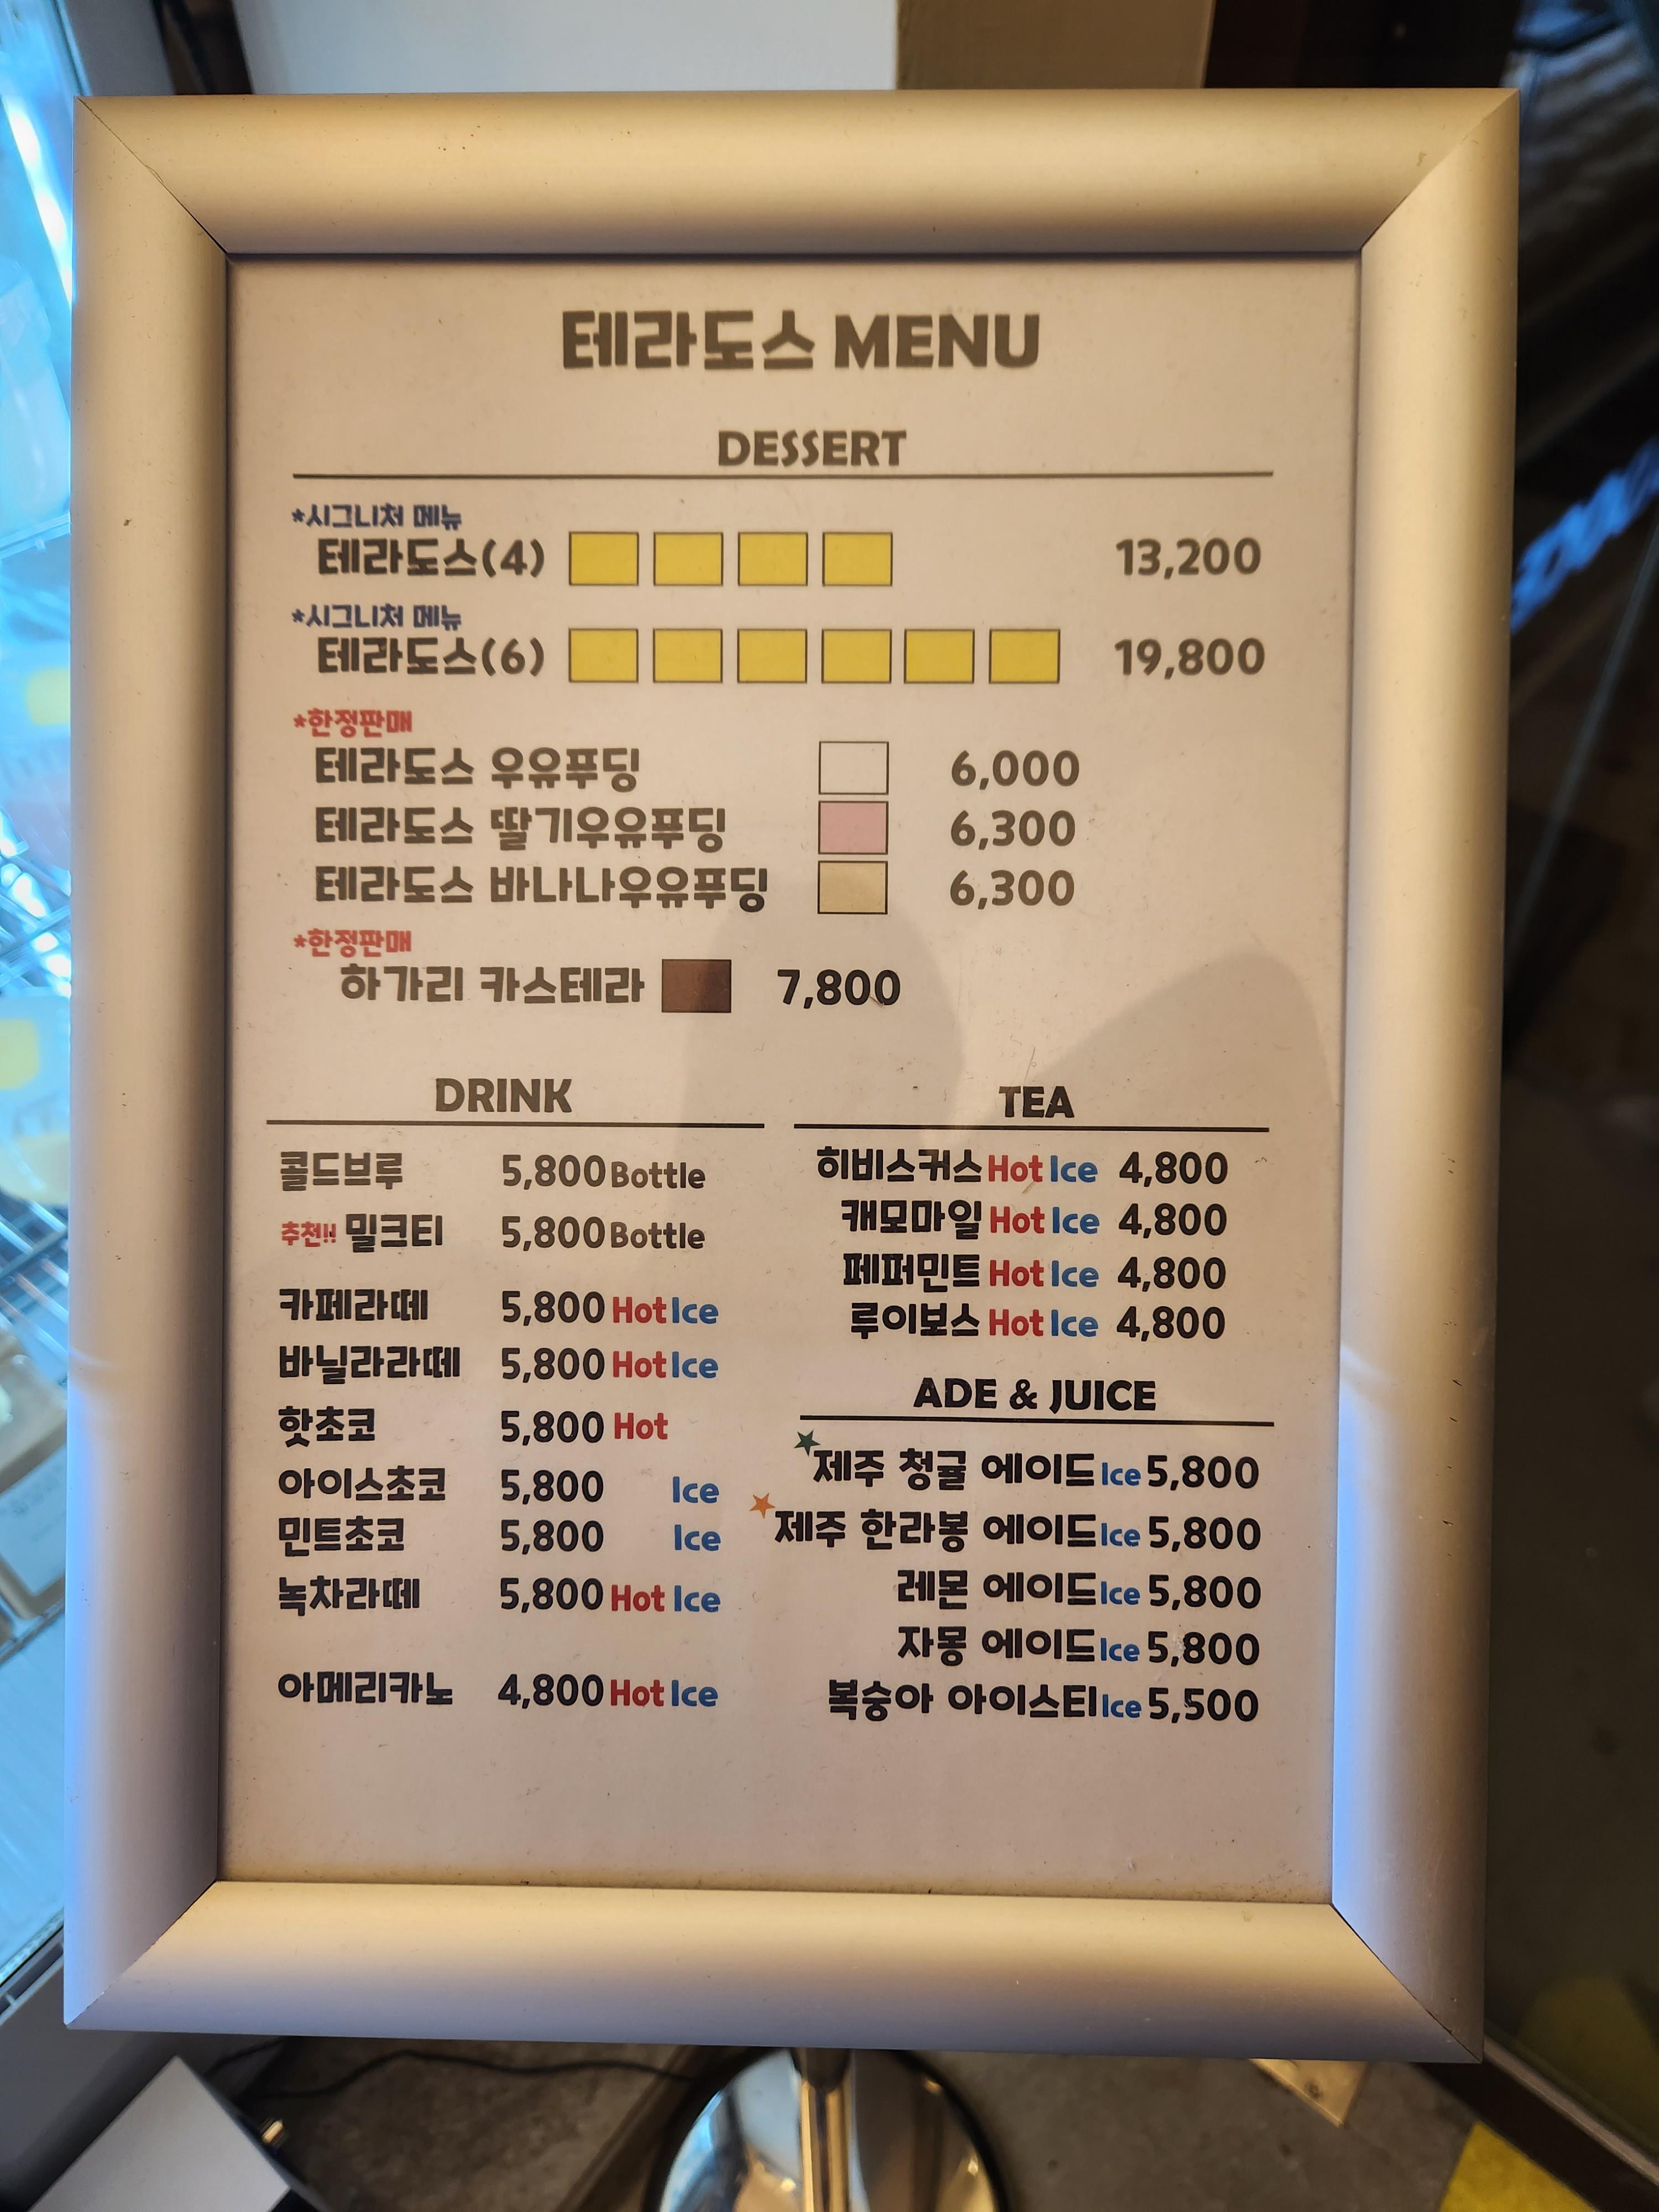 테라도스 MENU
DESSERT
*시그니처 메뉴
테라도스(4) 13,200
*시그니처 메뉴
테라도스(6) 19,800
*한정판매
테라도스 우유푸딩 6,000
테라도스 딸기우유푸딩 6,300
테라도스 바나나우유푸딩 6,300
*한정판매
하가리 카스테라 7,800
DRINK
콜드브루 5,800 Bottle
추천!! 밀크티 5,800 Bottle
카페라떼 5,800 Hot Ice
바닐라라떼 5,800 Hot Ice
핫초코 5,800 Hot
아이스초코 5,800 Ice
민트초코 5,800 Ice
녹차라떼 5,800 Hot Ice
아메리카노 4,800 Hot Ice
TEA
히비스커스 Hot Ice 4,800
캐모마일 Hot Ice 4,800
페퍼민트 Hot Ice 4,800
루이보스 Hot Ice 4,800
ADE & JUICE
제주 청귤 에이드 Ice 5,800
제주 한라봉 에이드 Ice 5,800
레몬 에이드 Ice 5,800
자몽 에이드 Ice 5,800
복숭아 아이스티 Ice 5,500